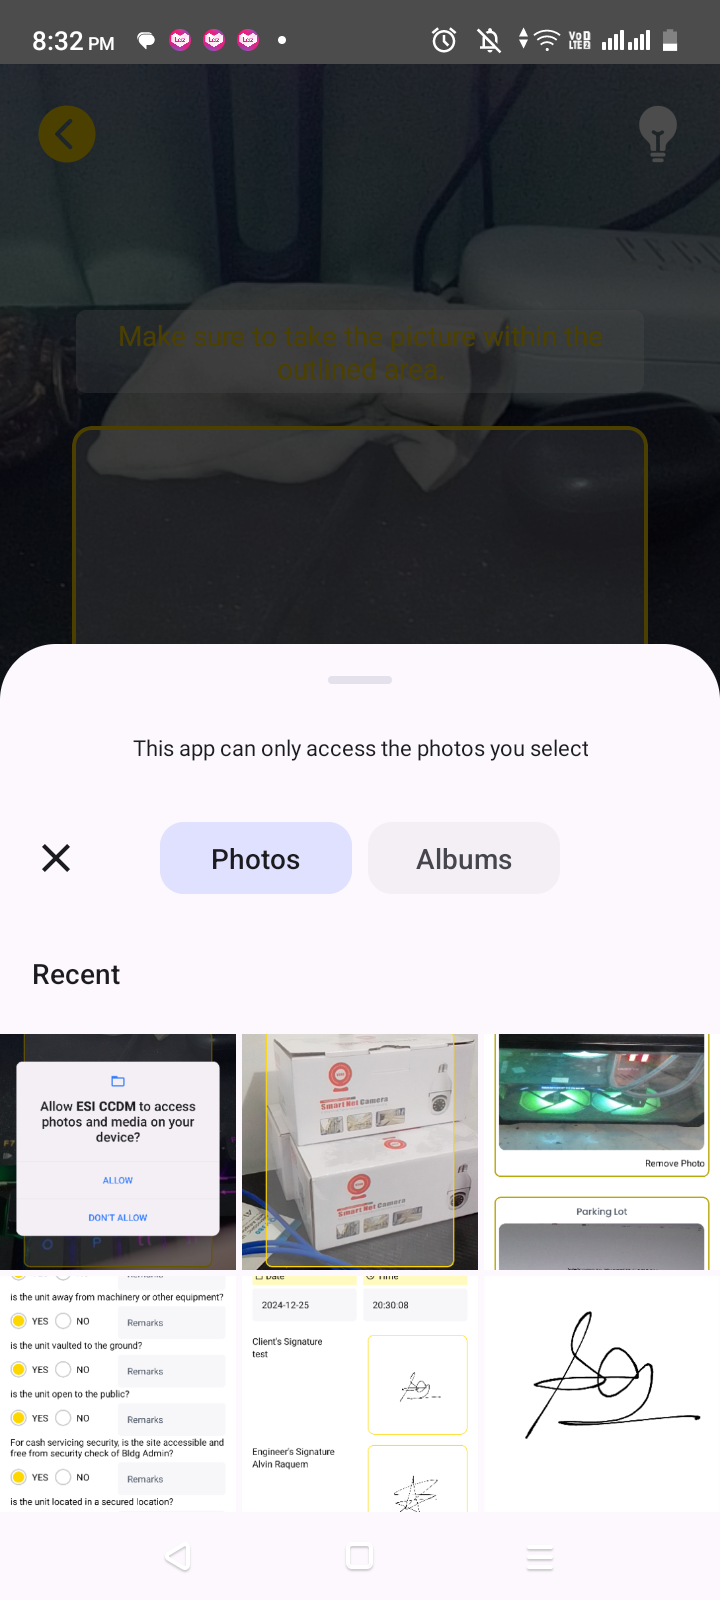 8:32 PM
Make sure to take the picture within the
outlined area.
This app can only access the photos you select
Photos
Albums
Recent
Allow ESI CCDM to access
photos and media on your
device?
ALLOW
DON'T ALLOW
Smart Net Camera
Smart Net Camera
Remove Photo
Parking Lot
is the unit away from machinery or other equipment?
YES NO Remarks
is the unit vaulted to the ground?
YES NO Remarks
is the unit open to the public?
YES NO Remarks
For cash servicing security, is the site accessible and
free from security check of Bldg Admin?
YES NO Remarks
is the unit located in a secured location?
Date Time
2024-12-25 20:30:08
Client's Signature
test
Engineer's Signature
Alvin Raquem